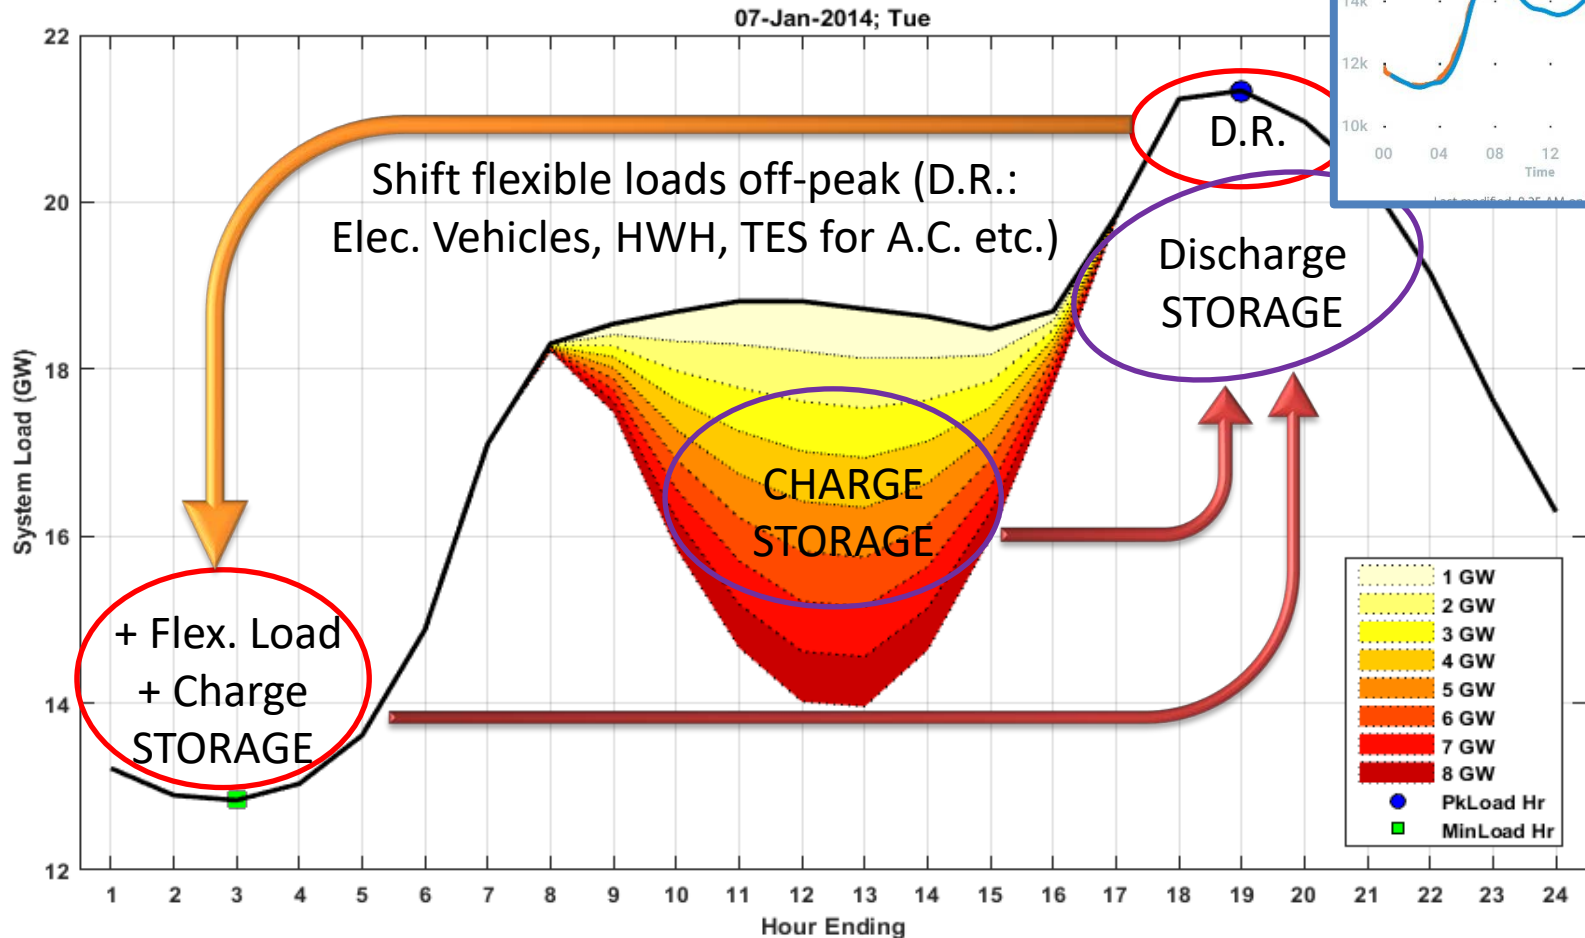 07-Jan-2014; Tue
14k
12k
10k
00 04 08 12
Time
22
20
18
16
14
12
System Load (GW)
D.R.
Shift flexible loads off-peak (D.R.:
Elec. Vehicles, HWH, TES for A.C. etc.)
Discharge
STORAGE
CHARGE
STORAGE
+ Flex. Load
+ Charge
STORAGE
1 GW
2 GW
3 GW
4 GW
5 GW
6 GW
7 GW
8 GW
PkLoad Hr
MinLoad Hr
1 2 3 4 5 6 7 8 9 10 11 12 13 14 15 16 17 18 19 20 21 22 23 24
Hour Ending